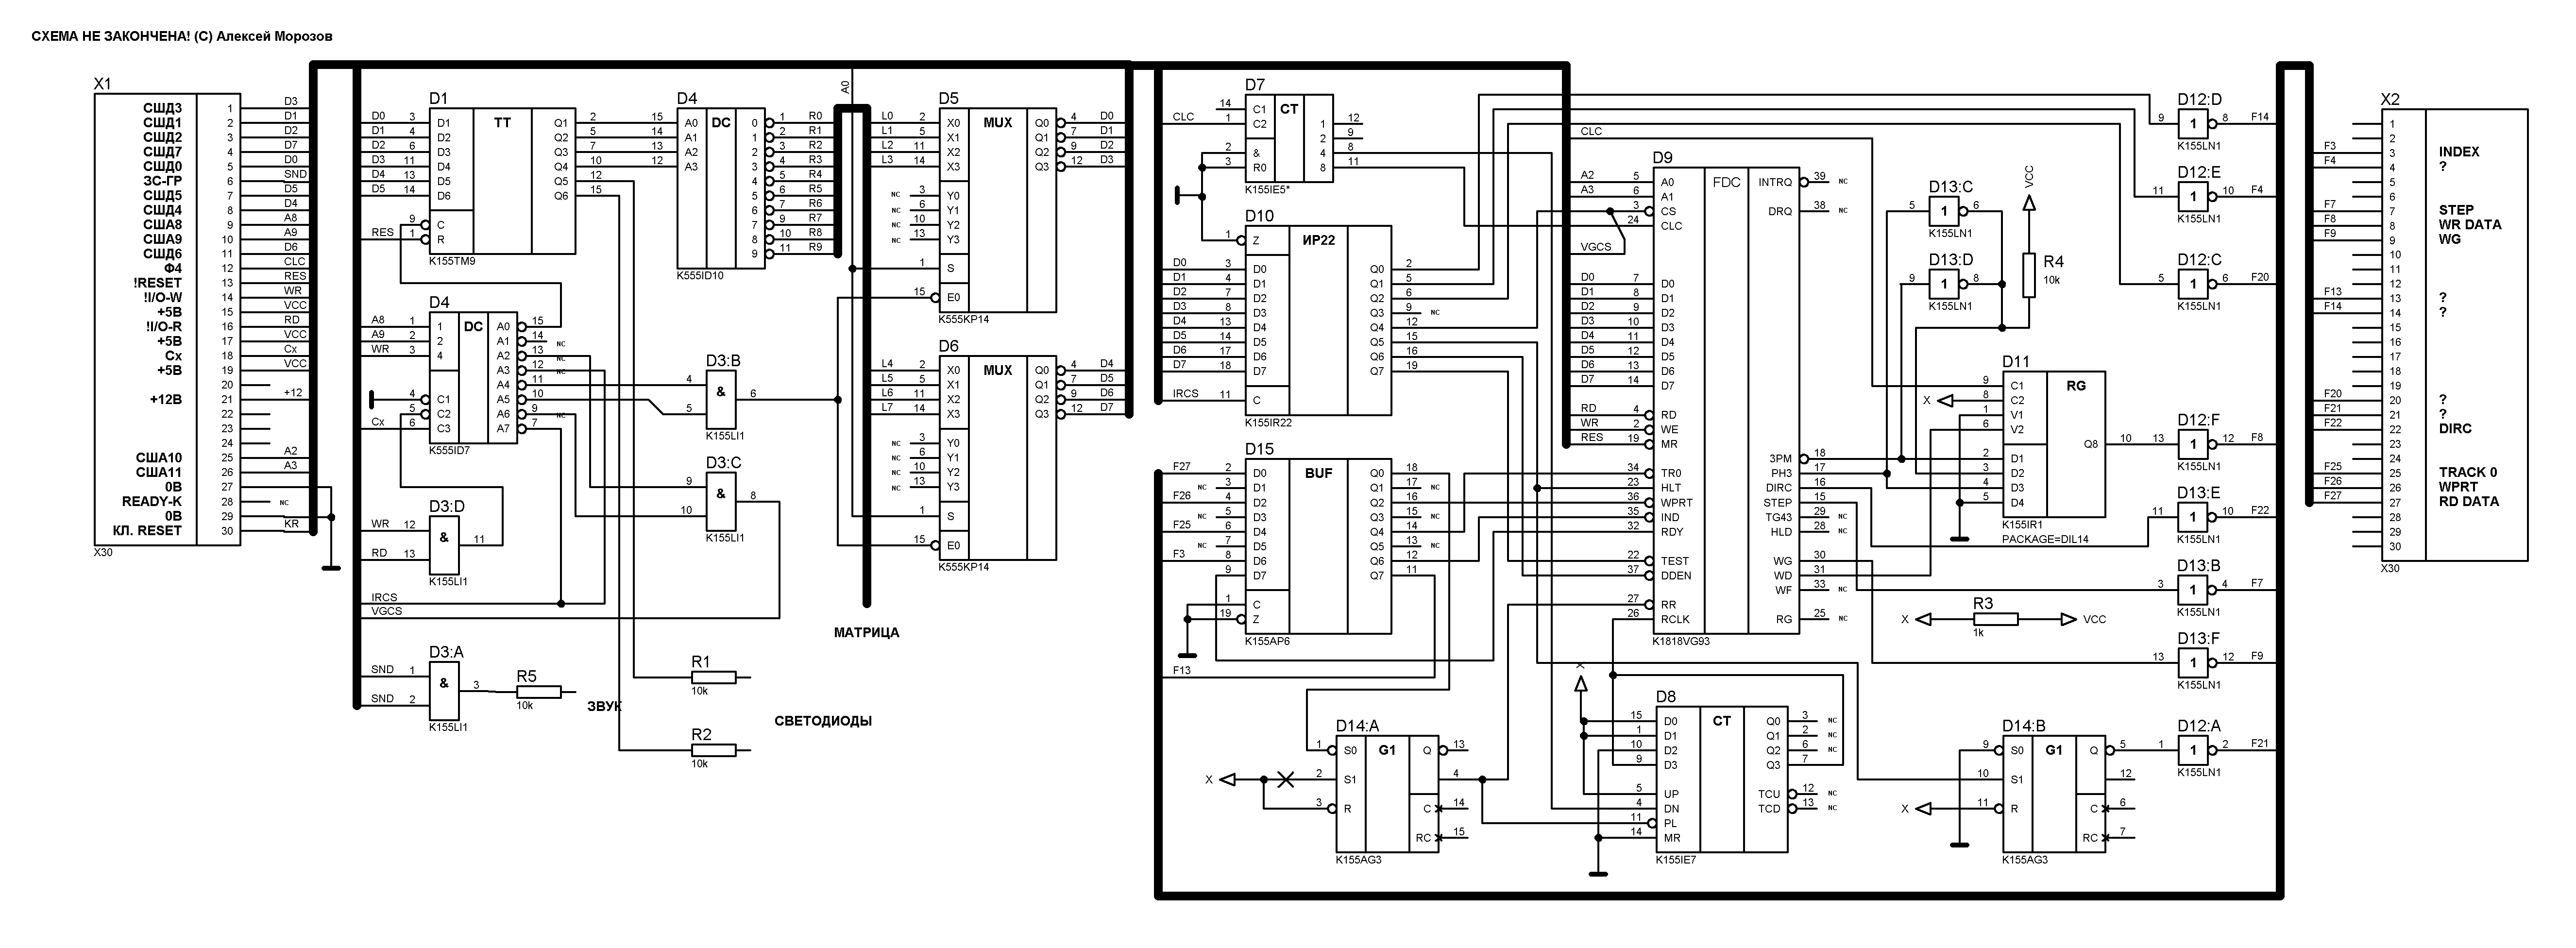 СХЕМА НЕ ЗАКОНЧЕНА! (C) Алексей Морозов
X1
СШД3 1 D3
СШД1 2 D1
СШД2 3 D2
СШД7 4 D7
СШД0 5 D0
ЗС-ГР 6 SND
СШД5 7 D5
СШД4 8 D4
США8 9 A8
США9 10 A9
СШД6 11 D6
Ф4 12 CLC
!RESET 13 RES
!I/O-W 14 WR
+5В 15 VCC
!I/O-R 16 RD
+5В 17 VCC
Cx 18 Cx
+5В 19 VCC
20
+12В 21 +12
22
23
24
США10 25 A2
США11 26 A3
0В 27
READY-K 28 NC
0В 29
КЛ. RESET 30 KR
X30
D1
TT
D0 3 D1 Q1 2
D1 4 D2 Q2 5
D2 6 D3 Q3 7
D3 11 D4 Q4 10
D4 13 D5 Q5 12
D5 14 D6 Q6 15
9 C
RES 1 R
K155TM9
D4
DC
15 A0 0 1 R0
14 A1 1 2 R1
13 A2 2 3 R2
12 A3 3 4 R3
4 5 R4
5 6 R5
6 7 R6
7 9 R7
8 10 R8
9 11 R9
K555ID10
D4
DC
A8 1 1 A0 15
A9 2 2 A1 14 NC
WR 3 4 A2 13 NC
A3 12 NC
A4 11
4 C1 A5 10
5 C2 A6 9 NC
Cx 6 C3 A7 7
K555ID7
D3:B
4 & 6
5
K155LI1
D3:C
9 & 8
10
K155LI1
D3:D
WR 12 & 11
RD 13
K155LI1
IRCS
VGCS
D3:A
SND 1 & 3
SND 2
K155LI1
R5
10k
ЗВУК
R1
10k
СВЕТОДИОДЫ
R2
10k
МАТРИЦА
A0
D5
MUX
L0 2 X0 Q0 4 D0
L1 5 X1 Q1 7 D1
L2 11 X2 Q2 9 D2
L3 14 X3 Q3 12 D3
NC 3 Y0
NC 6 Y1
NC 10 Y2
NC 13 Y3
1 S
15 E0
K555KP14
D6
MUX
L4 2 X0 Q0 4 D4
L5 5 X1 Q1 7 D5
L6 11 X2 Q2 9 D6
L7 14 X3 Q3 12 D7
NC 3 Y0
NC 6 Y1
NC 10 Y2
NC 13 Y3
1 S
15 E0
K555KP14
D7
CT
14 C1
CLC 1 C2 1 12
2 9
2 & 4 8
3 R0 8 11
K155IE5*
D10
ИР22
1 Z
D0 3 D0 Q0 2
D1 4 D1 Q1 5
D2 7 D2 Q2 6
D3 8 D3 Q3 9 NC
D4 13 D4 Q4 12
D5 14 D5 Q5 15
D6 17 D6 Q6 16
D7 18 D7 Q7 19
IRCS 11 C
K155IR22
D15
BUF
F27 2 D0 Q0 18
NC 3 D1 Q1 17 NC
F26 4 D2 Q2 16
NC 5 D3 Q3 15 NC
F25 6 D4 Q4 14
NC 7 D5 Q5 13 NC
F3 8 D6 Q6 12
9 D7 Q7 11
1 C
19 Z
K155AP6
F13
D14:A
G1
1 S0 Q 13
X 2 S1 4
3 R C 14
RC 15
K155AG3
D9
FDC
CLC
A2 5 A0 INTRQ 39 NC
A3 6 A1
3 CS DRQ 38 NC
24 CLC
VGCS
D0 7 D0
D1 8 D1
D2 9 D2
D3 10 D3
D4 11 D4
D5 12 D5
D6 13 D6
D7 14 D7
RD 4 RD
WR 2 WE
RES 19 MR
3PM 18
34 TR0 PH3 17
23 HLT DIRC 16
36 WPRT STEP 15
35 IND TG43 29 NC
32 RDY HLD 28 NC
22 TEST WG 30
37 DDEN WD 31
WF 33 NC
27 RR
26 RCLK RG 25 NC
K1818VG93
X
D8
CT
15 D0 Q0 3 NC
1 D1 Q1 2 NC
10 D2 Q2 6 NC
9 D3 Q3 7
5 UP TCU 12 NC
4 DN TCD 13 NC
11 PL
14 MR
K155IE7
D13:C
5 1 6
K155LN1
D13:D
9 1 8
K155LN1
VCC
R4
10k
D11
RG
9 C1
X 8 C2
1 V1
6 V2
Q8 10
2 D1
3 D2
4 D3
5 D4
K155IR1
PACKAGE=DIL14
X R3 VCC
1k
D14:B
G1
9 S0 Q 5
10 S1 12
X 11 R C 6
RC 7
K155AG3
D12:D
9 1 8 F14
K155LN1
D12:E
11 1 10 F4
K155LN1
D12:C
5 1 6 F20
K155LN1
D12:F
13 1 12 F8
K155LN1
D13:E
11 1 10 F22
K155LN1
D13:B
3 1 4 F7
K155LN1
D13:F
13 1 12 F9
K155LN1
D12:A
1 1 2 F21
K155LN1
X2
1
2
F3 3 INDEX
F4 4 ?
5
6
F7 7 STEP
F8 8 WR DATA
F9 9 WG
10
11
12
F13 13 ?
F14 14 ?
15
16
17
18
19
F20 20 ?
F21 21 ?
F22 22 DIRC
23
24
F25 25 TRACK 0
F26 26 WPRT
F27 27 RD DATA
28
29
30
X30